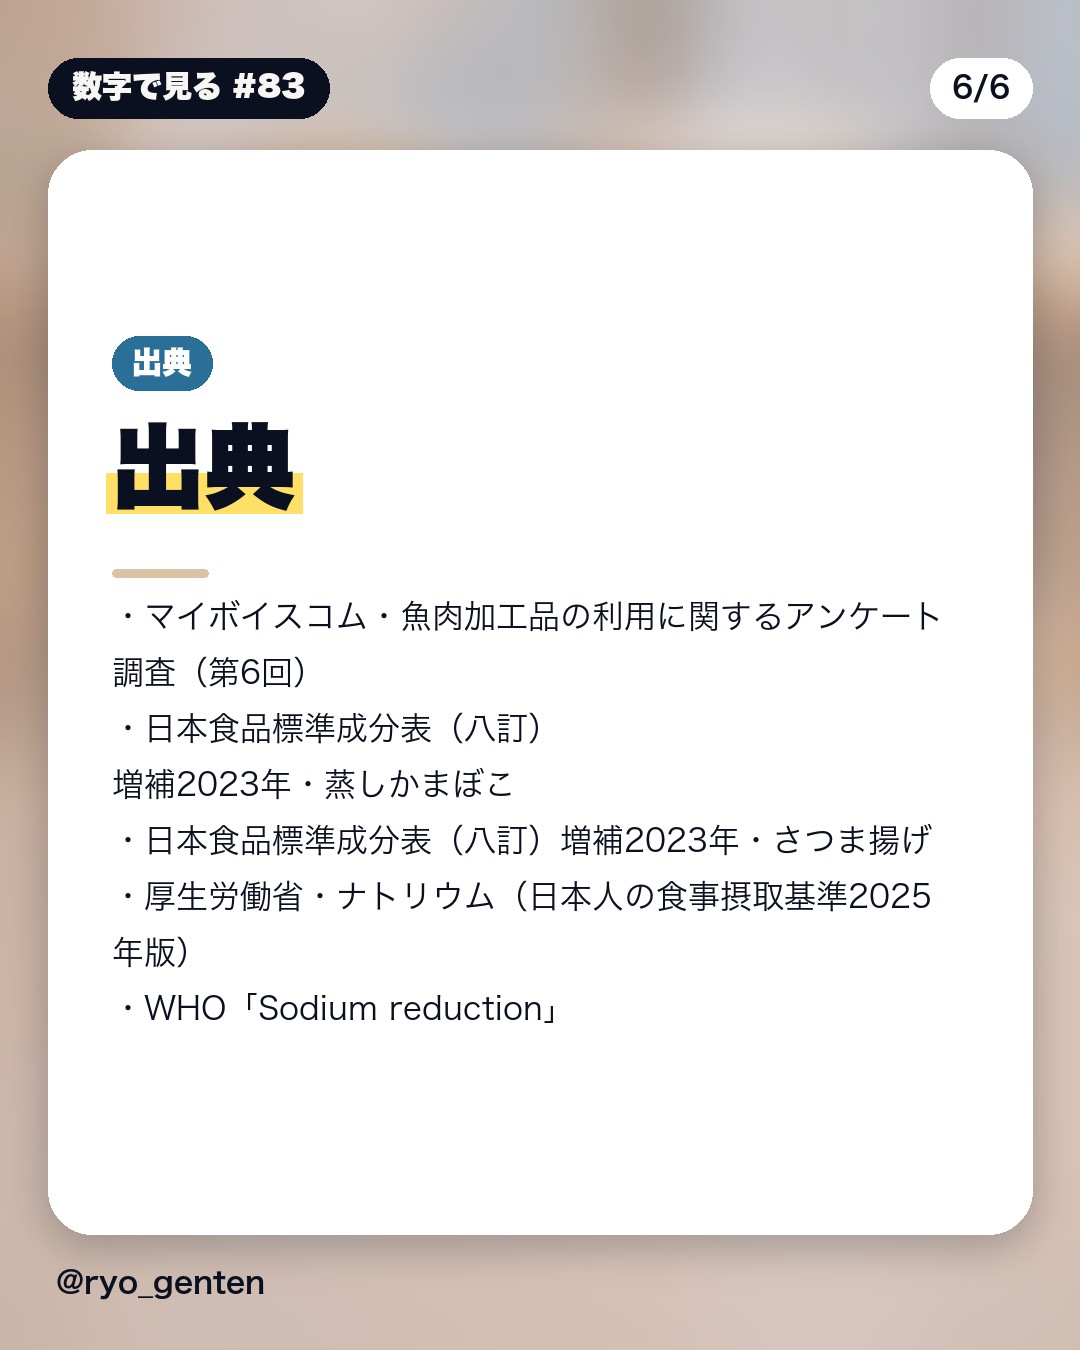 数字で見る #83
6/6
出典
出典
・マイボイスコム・魚肉加工品の利用に関するアンケート
調査（第6回）
・日本食品標準成分表（八訂）
増補2023年・蒸しかまぼこ
・日本食品標準成分表（八訂）増補2023年・さつま揚げ
・厚生労働省・ナトリウム（日本人の食事摂取基準2025
年版）
・WHO「Sodium reduction」
@ryo_genten